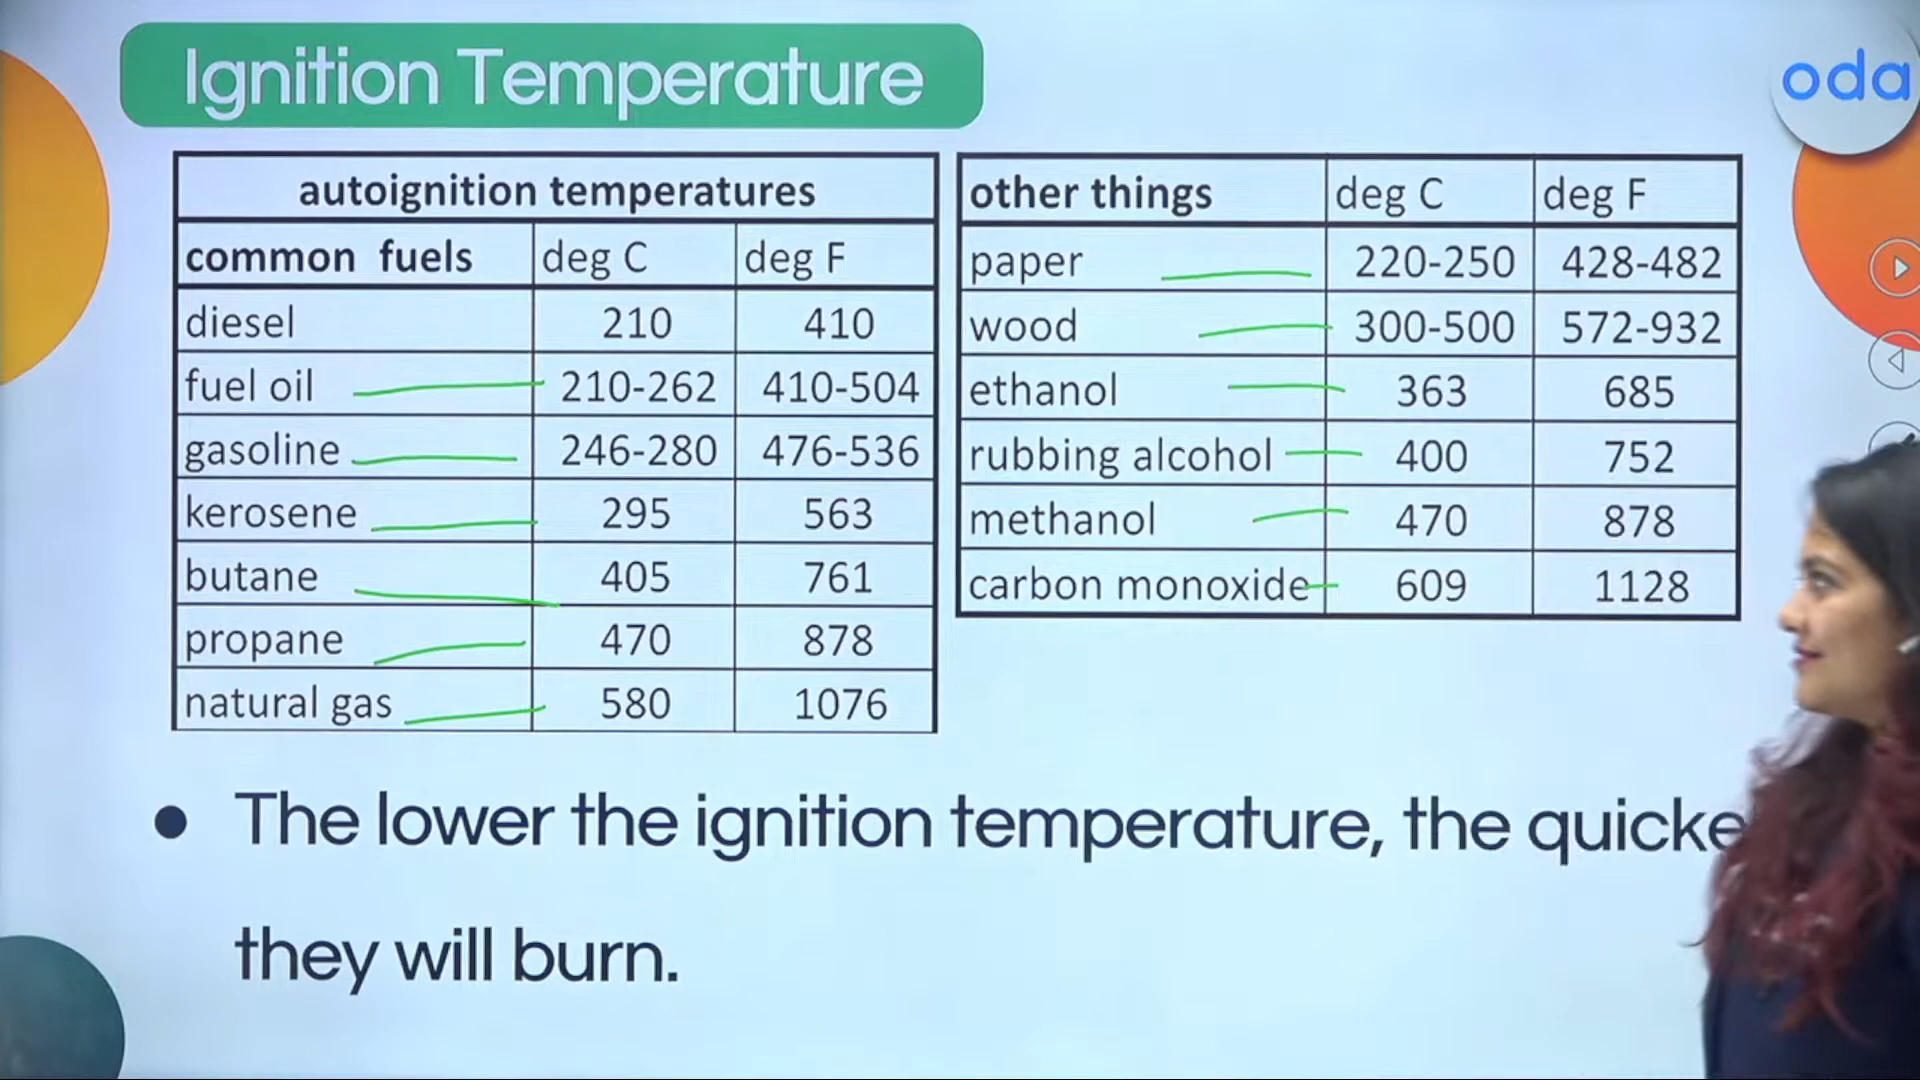 Ignition Temperature
oda
autoignition temperatures
common fuels deg C deg F
diesel 210 410
fuel oil 210-262 410-504
gasoline 246-280 476-536
kerosene 295 563
butane 405 761
propane 470 878
natural gas 580 1076
other things deg C deg F
paper 220-250 428-482
wood 300-500 572-932
ethanol 363 685
rubbing alcohol 400 752
methanol 470 878
carbon monoxide 609 1128
• The lower the ignition temperature, the quicke
they will burn.